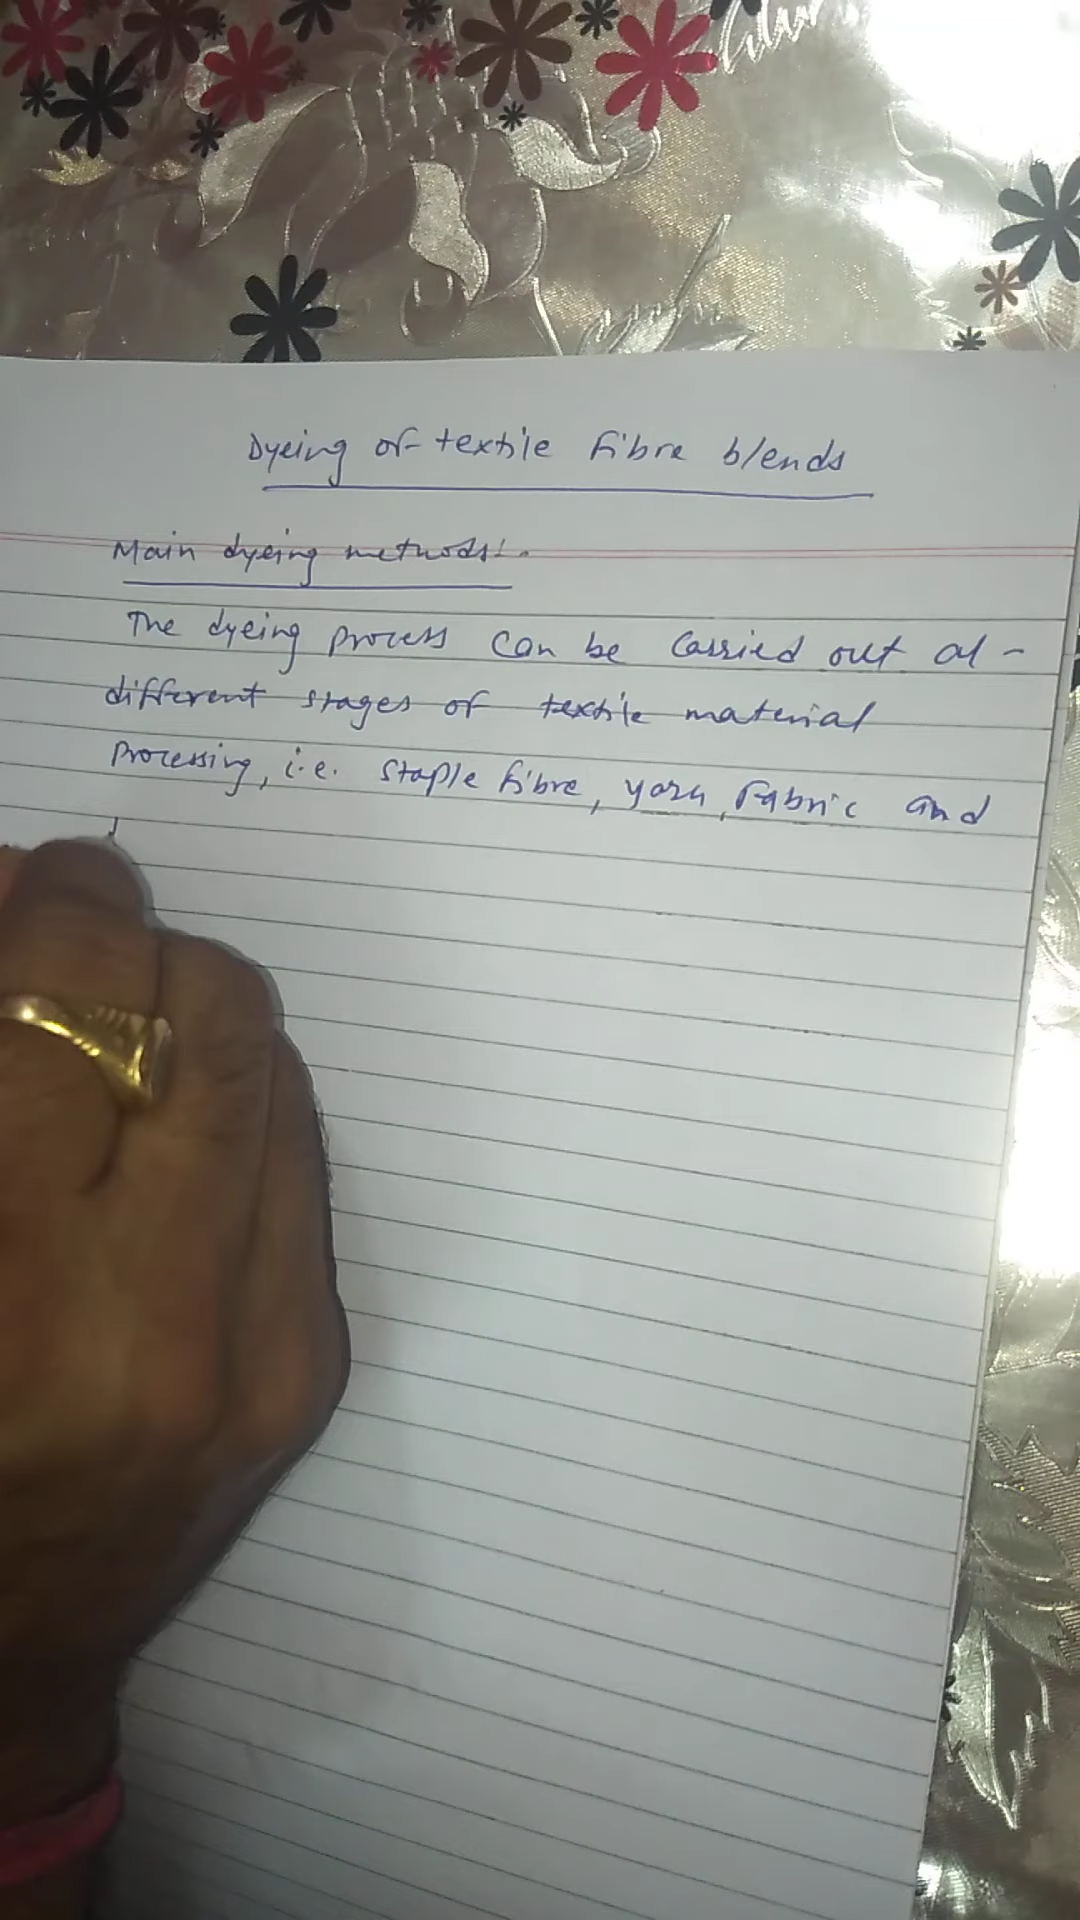 Dyeing of textile fibre blends
Main dyeing methods:-
The dyeing process can be carried out at
different stages of textile material
Processing, i.e. staple fibre, yarn, Fabric and